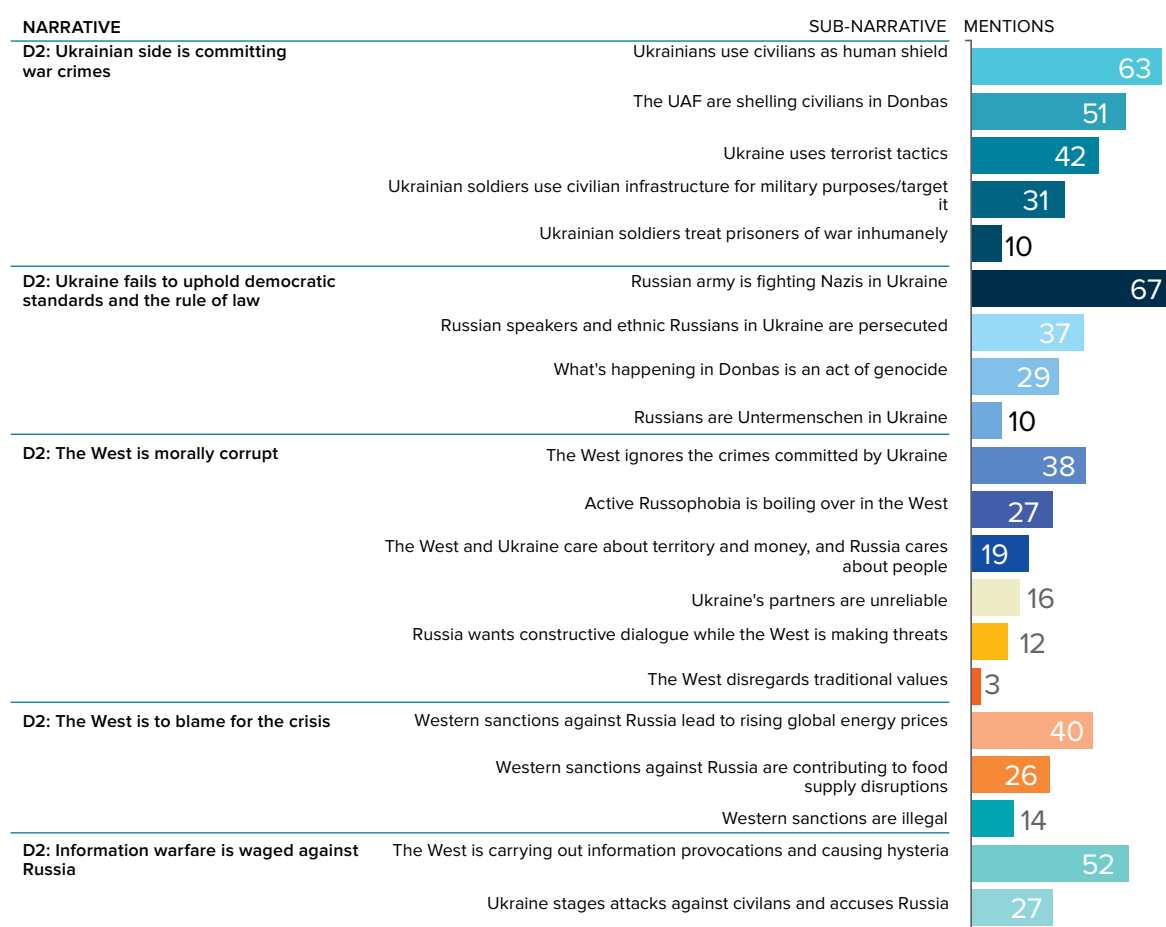 NARRATIVE SUB-NARRATIVE MENTIONS
D2: Ukrainian side is committing
war crimes
Ukrainians use civilians as human shield
63
The UAF are shelling civilians in Donbas
51
Ukraine uses terrorist tactics
42
Ukrainian soldiers use civilian infrastructure for military purposes/target
it
31
Ukrainian soldiers treat prisoners of war inhumanely
10
D2: Ukraine fails to uphold democratic
standards and the rule of law
Russian army is fighting Nazis in Ukraine
67
Russian speakers and ethnic Russians in Ukraine are persecuted
37
What's happening in Donbas is an act of genocide
29
Russians are Untermenschen in Ukraine
10
D2: The West is morally corrupt
The West ignores the crimes committed by Ukraine
38
Active Russophobia is boiling over in the West
27
The West and Ukraine care about territory and money, and Russia cares
about people
19
Ukraine's partners are unreliable
16
Russia wants constructive dialogue while the West is making threats
12
The West disregards traditional values
3
D2: The West is to blame for the crisis
Western sanctions against Russia lead to rising global energy prices
40
Western sanctions against Russia are contributing to food
supply disruptions
26
Western sanctions are illegal
14
D2: Information warfare is waged against
Russia
The West is carrying out information provocations and causing hysteria
52
Ukraine stages attacks against civilans and accuses Russia
27